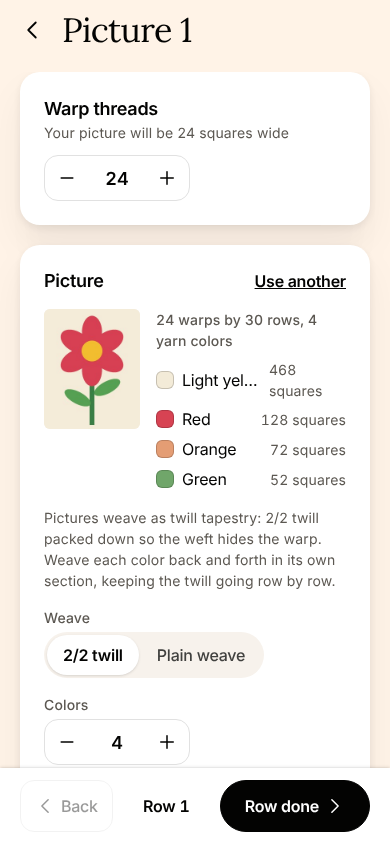 Picture 1
Warp threads
Your picture will be 24 squares wide
24
Picture
Use another
24 warps by 30 rows, 4
yarn colors
Light yel... 468
squares
Red 128 squares
Orange 72 squares
Green 52 squares
Pictures weave as twill tapestry: 2/2 twill
packed down so the weft hides the warp.
Weave each color back and forth in its own
section, keeping the twill going row by row.
Weave
2/2 twill Plain weave
Colors
4
Back Row 1 Row done